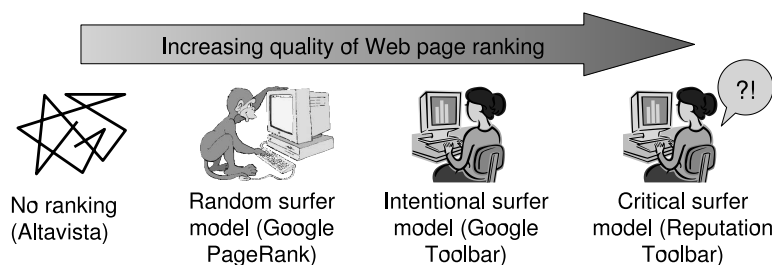 Increasing quality of Web page ranking
?!
No ranking
(Altavista)
Random surfer
model (Google
PageRank)
Intentional surfer
model (Google
Toolbar)
Critical surfer
model (Reputation
Toolbar)